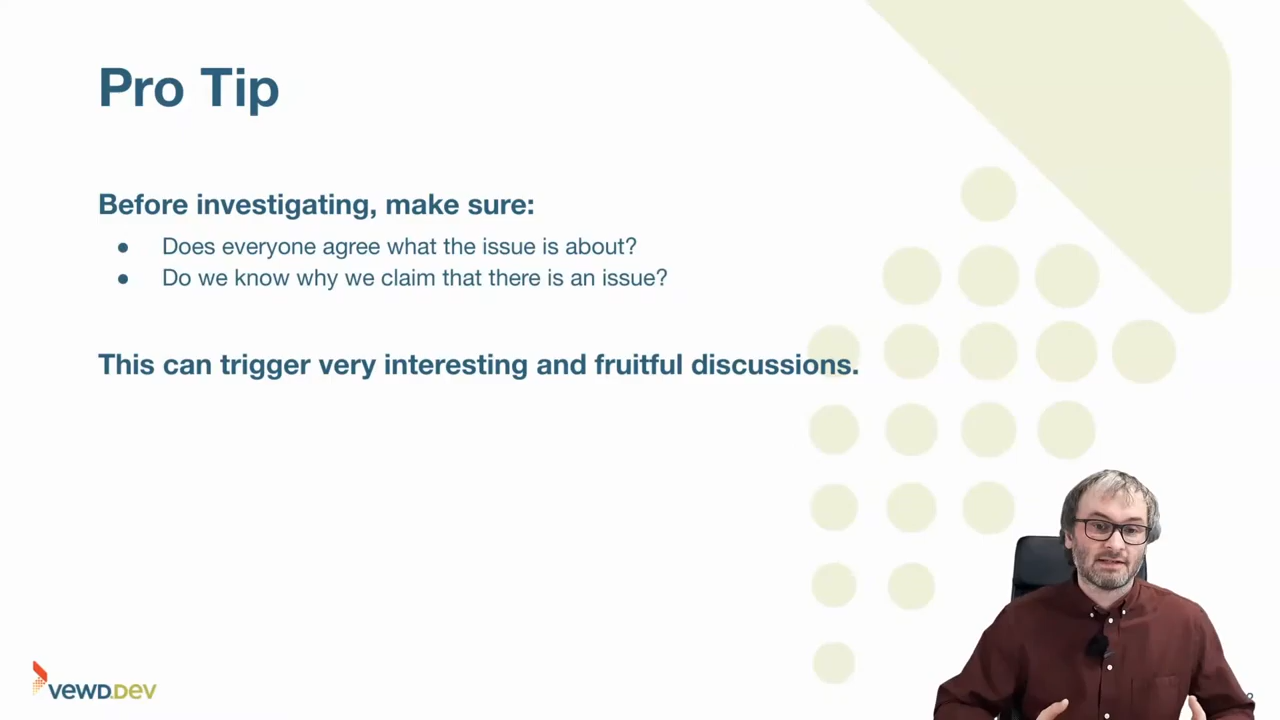 Pro Tip
Before investigating, make sure:
● Does everyone agree what the issue is about?
● Do we know why we claim that there is an issue?
This can trigger very interesting and fruitful discussions.
VEWD.DEV